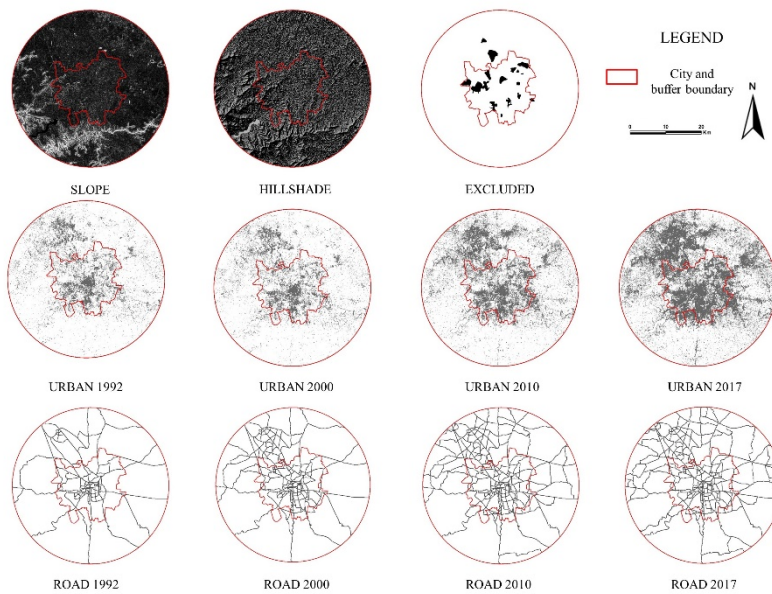 LEGEND
City and
buffer boundary
N
0 10 20
Km
SLOPE
HILLSHADE
EXCLUDED
URBAN 1992
URBAN 2000
URBAN 2010
URBAN 2017
ROAD 1992
ROAD 2000
ROAD 2010
ROAD 2017